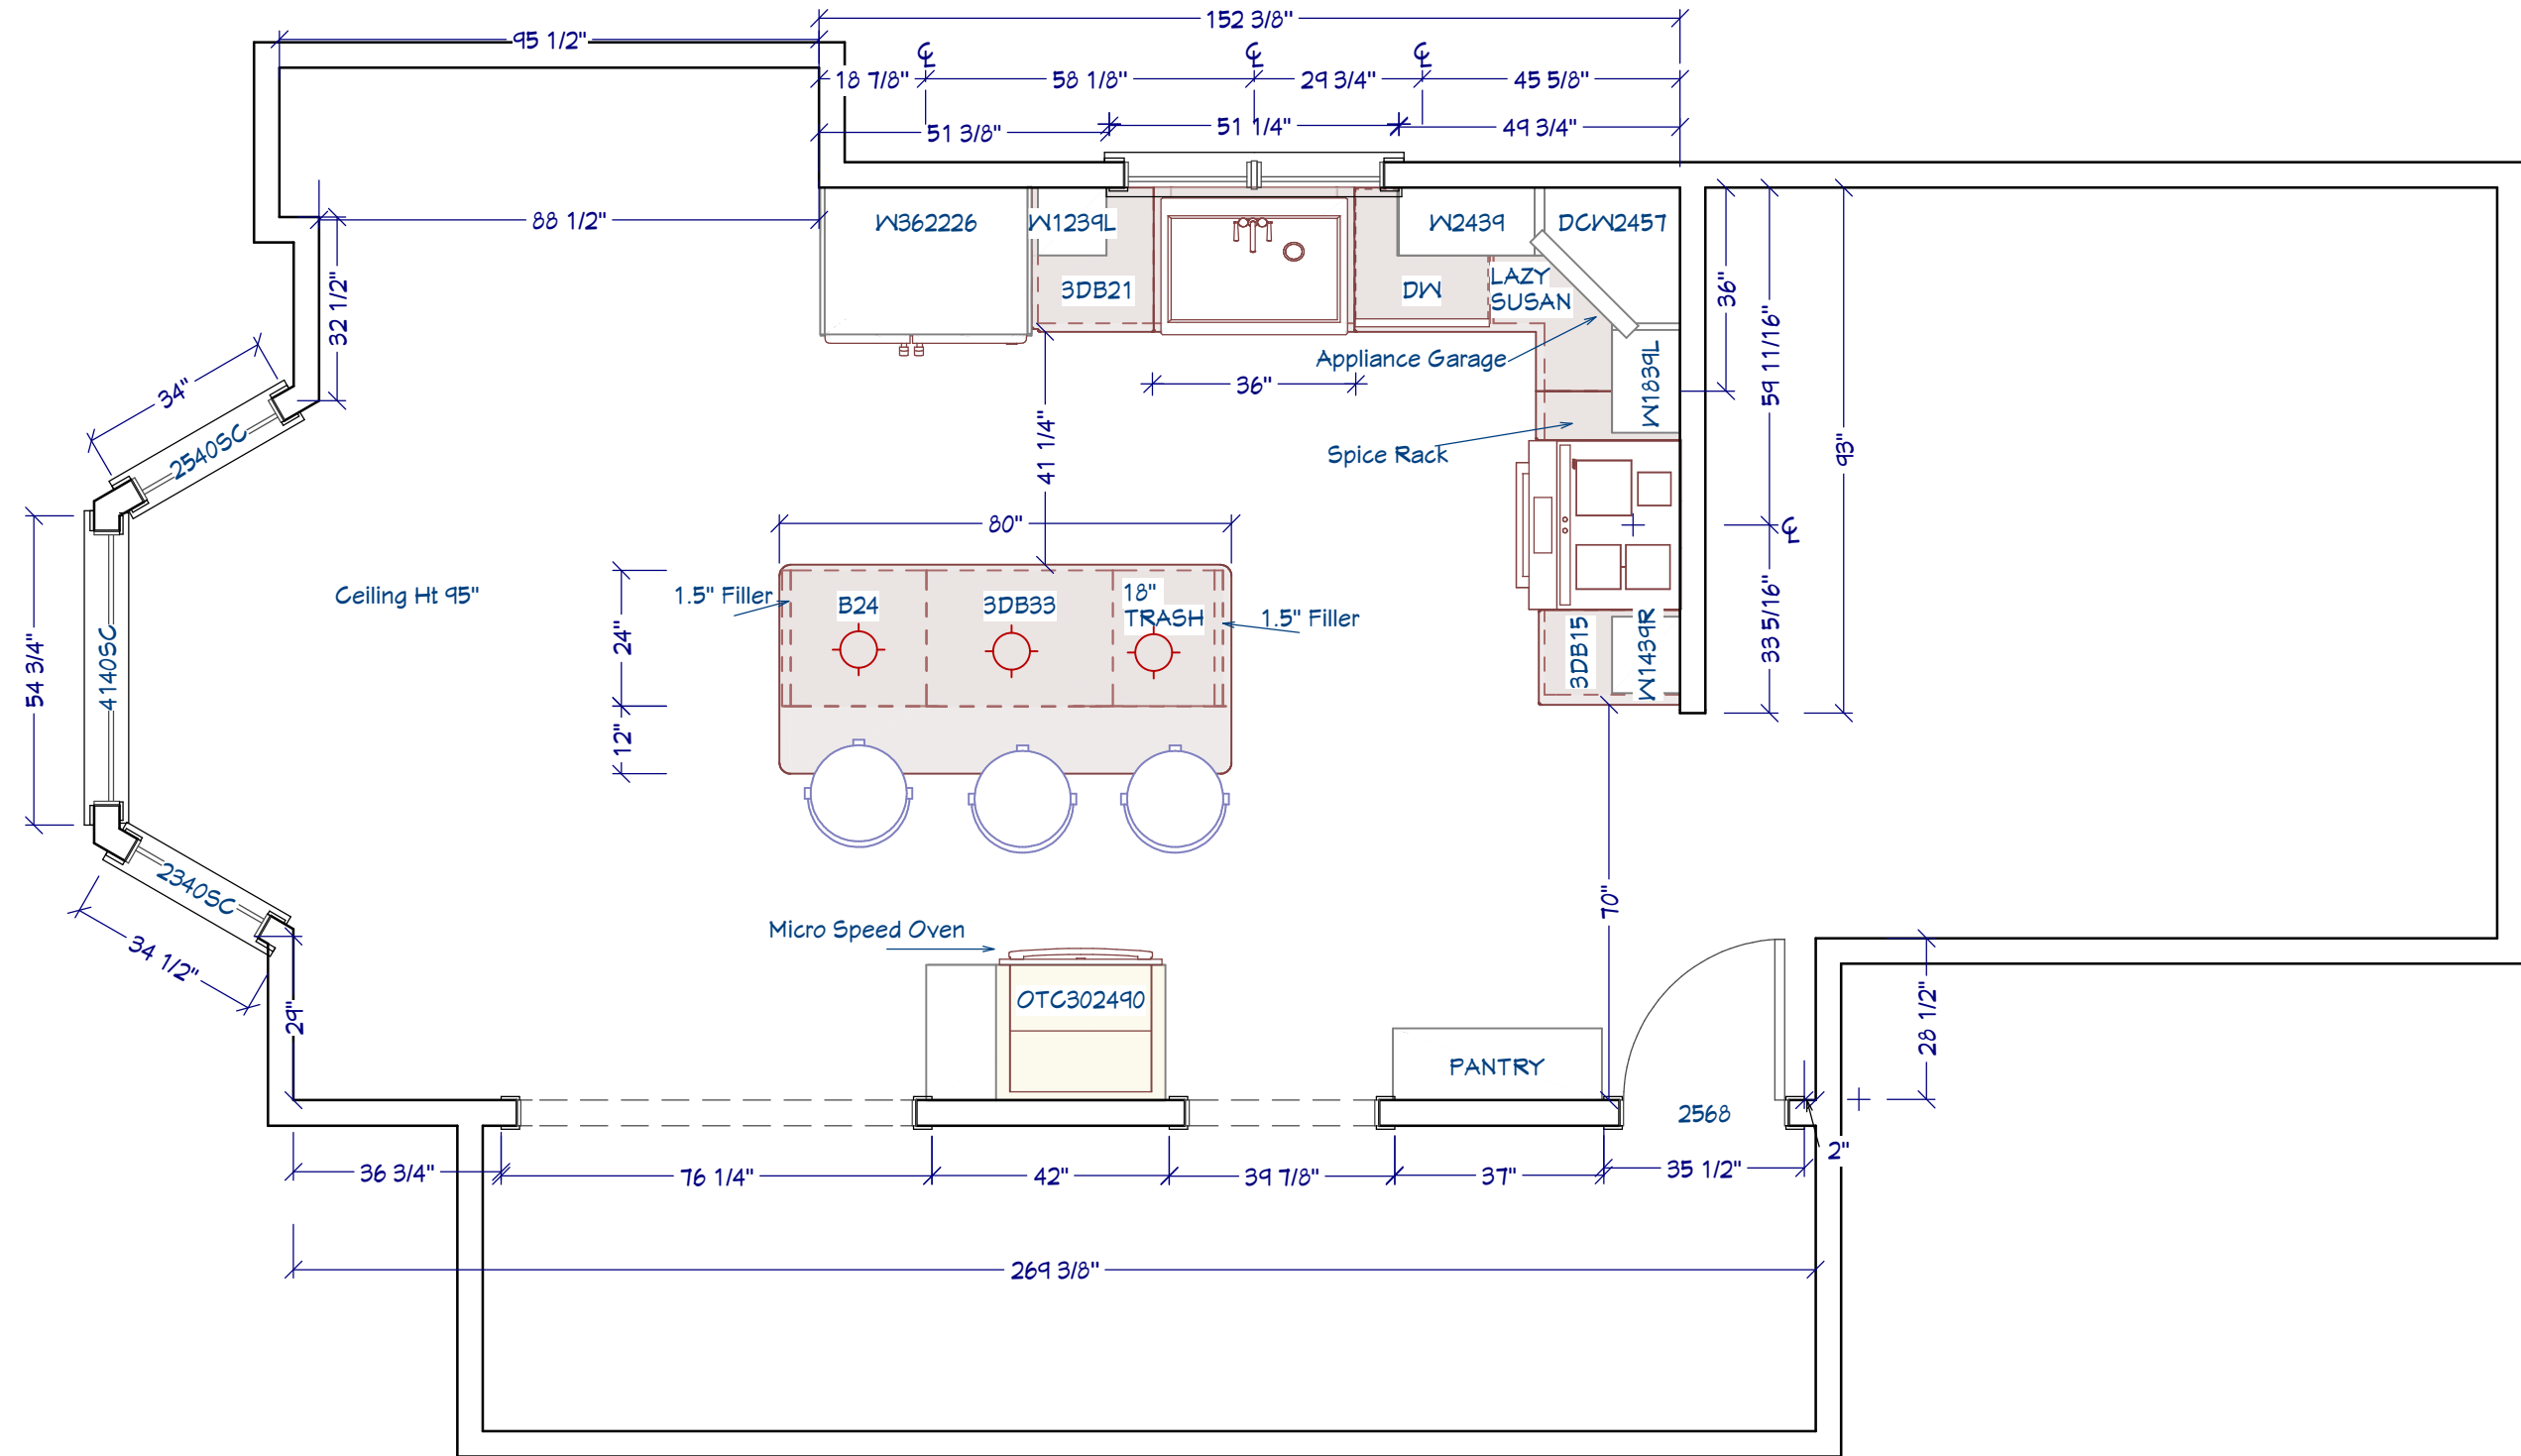 152 3/8"
95 1/2"
℄
℄
℄
18 7/8"
58 1/8"
29 3/4"
45 5/8"
51 3/8"
51 1/4"
49 3/4"
88 1/2"
W362226
W1239L
W2439
DCW2457
32 1/2"
3DB21
DW
LAZY
SUSAN
36"
59 11/16"
34"
Appliance Garage
36"
W1839L
2540SC
41 1/4"
Spice Rack
93"
80"
℄
Ceiling Ht 95"
1.5" Filler
B24
3DB33
18"
TRASH
1.5" Filler
24"
33 5/16"
3DB15
W1439R
54 3/4"
4140SC
12"
2340SC
70"
Micro Speed Oven
34 1/2"
OTC302490
29"
28 1/2"
PANTRY
2568
2"
36 3/4"
76 1/4"
42"
39 7/8"
37"
35 1/2"
269 3/8"